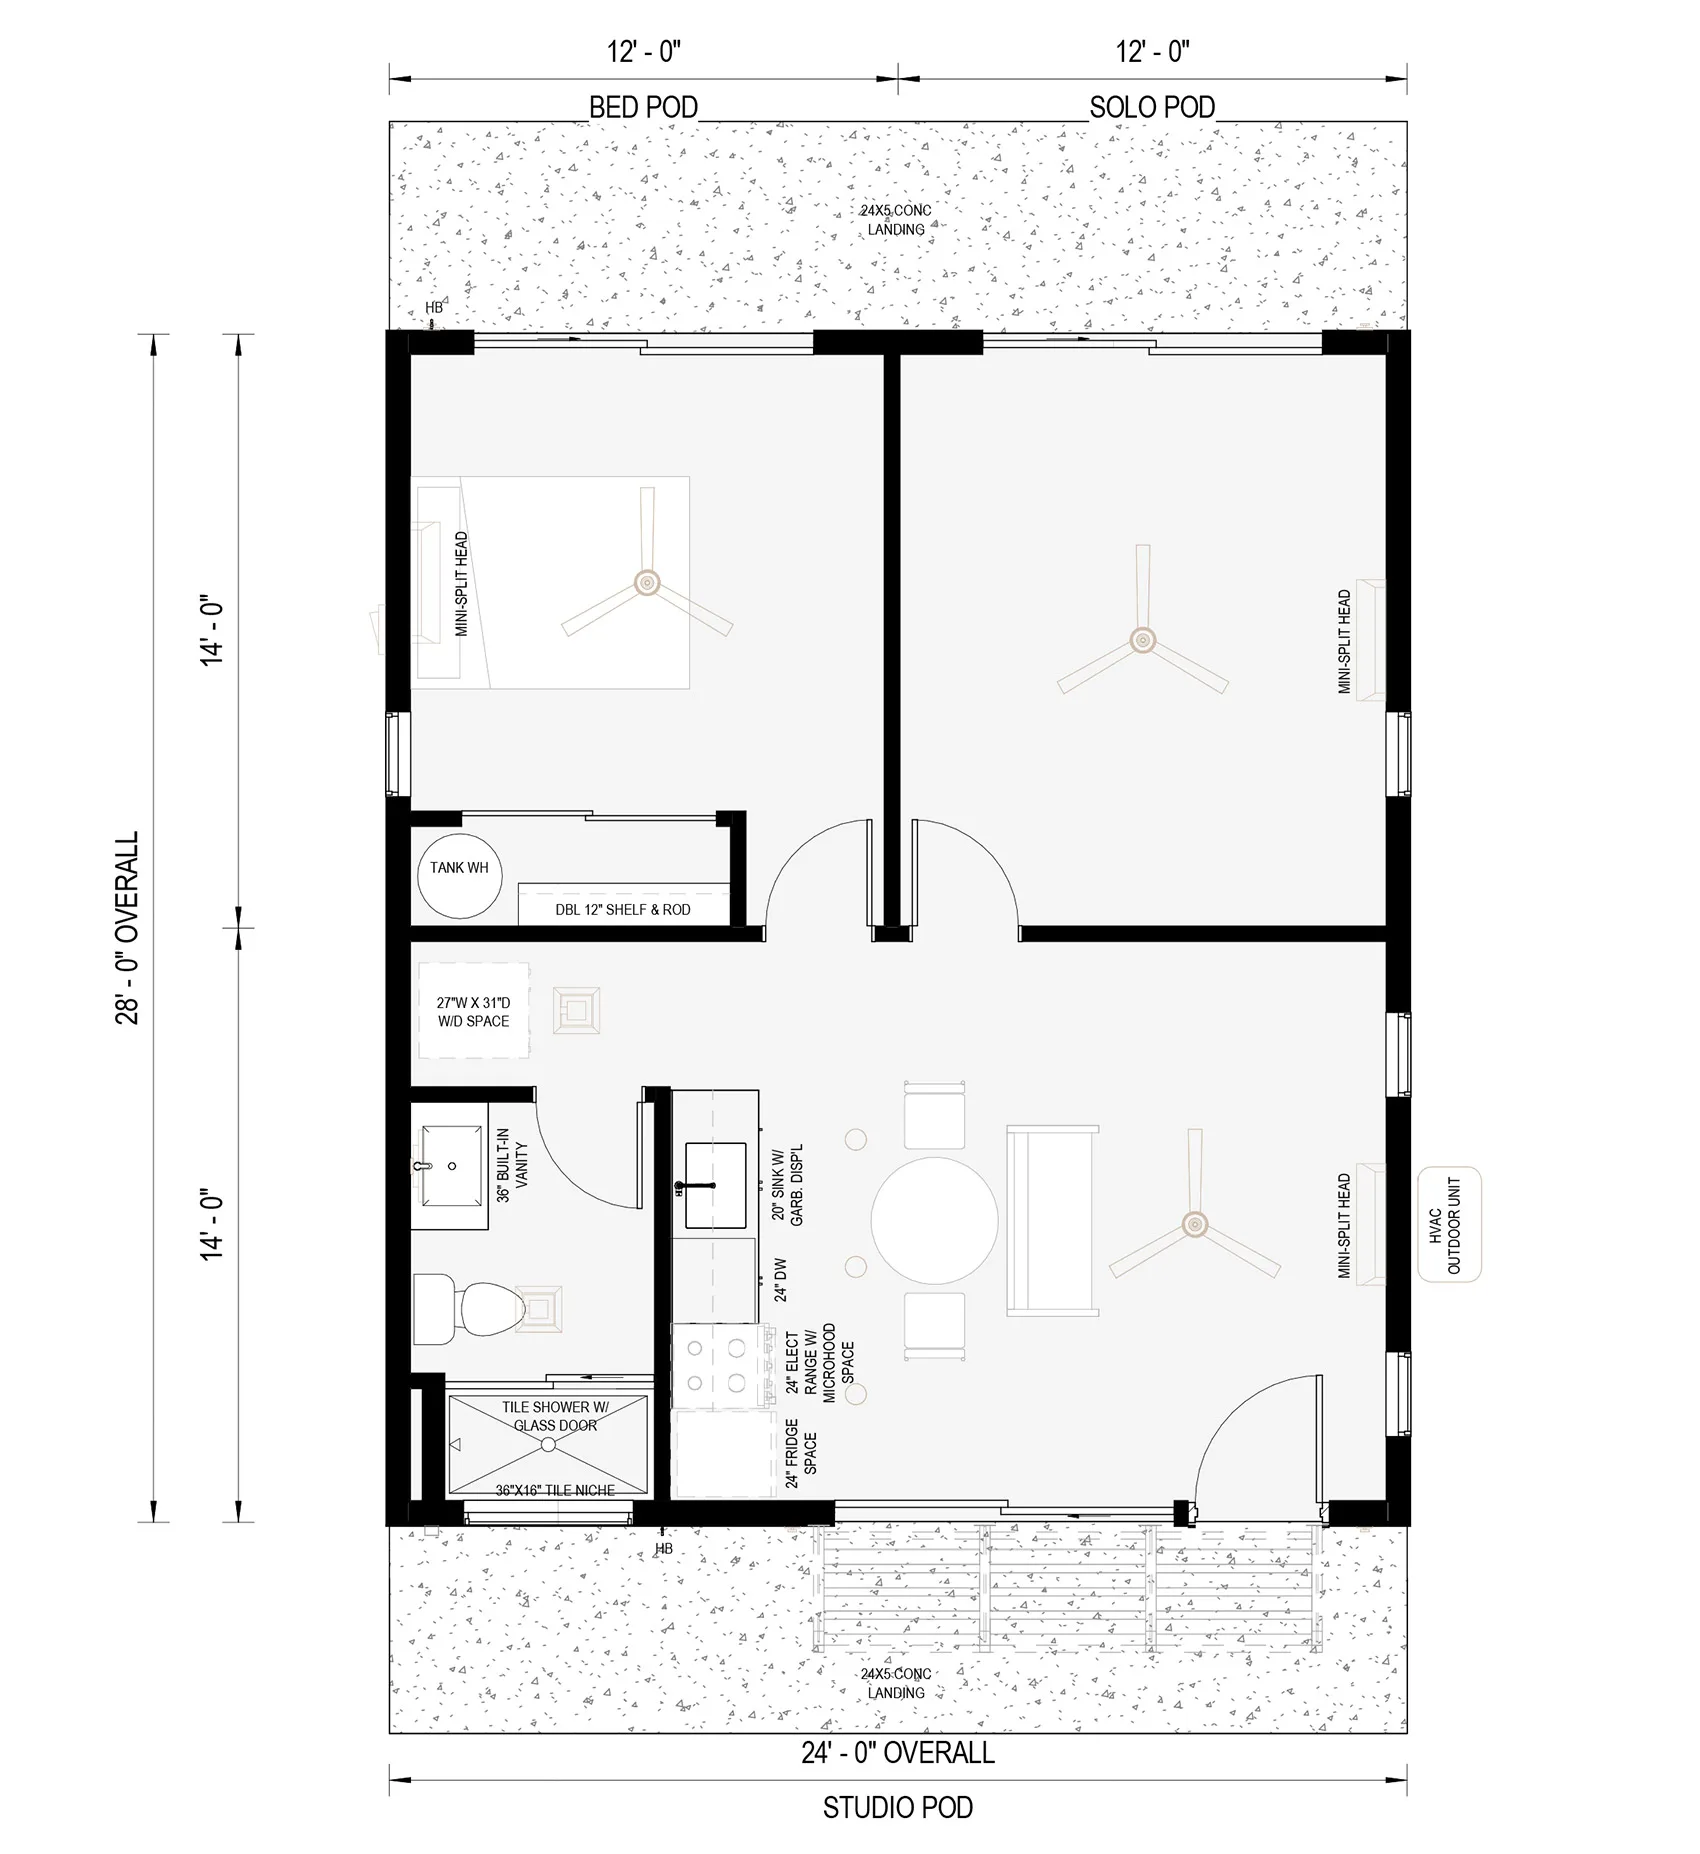 12' - 0"
12' - 0"
BED POD
SOLO POD
24X5 CONC
LANDING
HB
MINI-SPLIT HEAD
MINI-SPLIT HEAD
14' - 0"
28' - 0" OVERALL
TANK WH
DBL 12" SHELF & ROD
27"W X 31"D
W/D SPACE
36" BUILT-IN
VANITY
20" SINK W/
GARB. DISP'L
24" DW
24" ELECT
RANGE W/
MICROHOOD
SPACE
24" FRIDGE
SPACE
MINI-SPLIT HEAD
HVAC
OUTDOOR UNIT
14' - 0"
TILE SHOWER W/
GLASS DOOR
36"X16" TILE NICHE
HB
24X5 CONC
LANDING
24' - 0" OVERALL
STUDIO POD